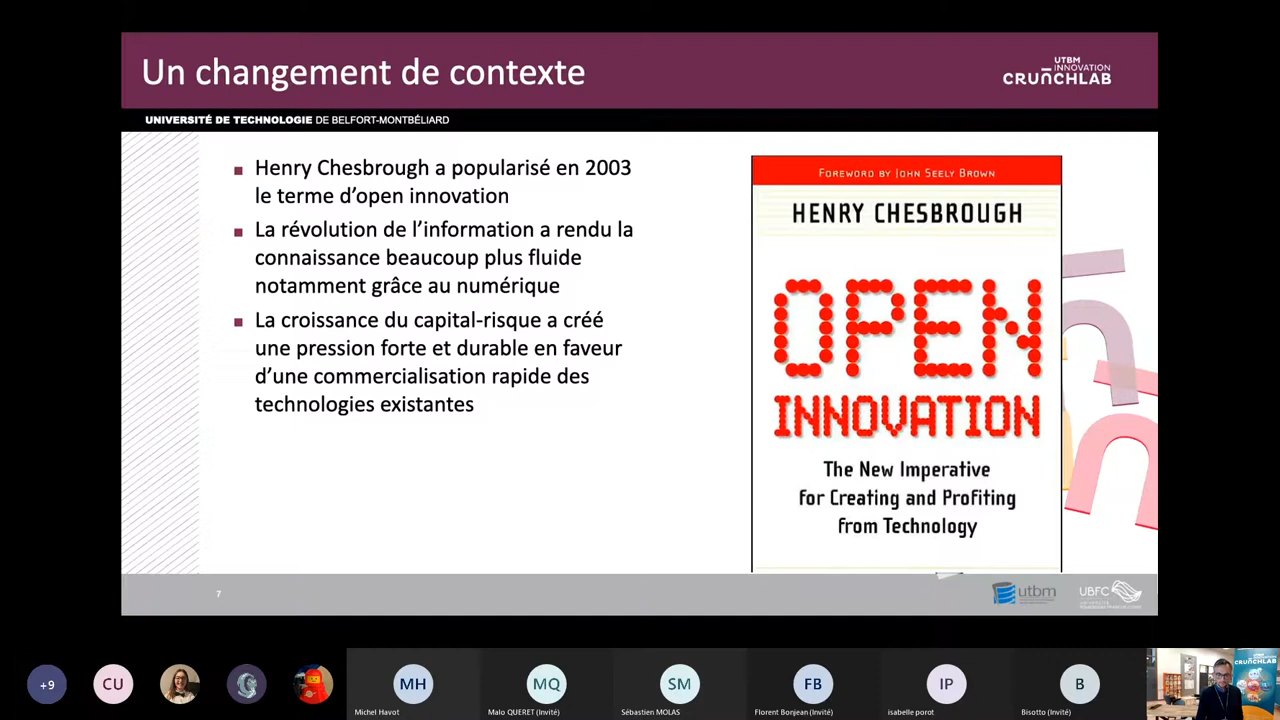 Un changement de contexte
UTBM
INNOVATION
CRUNCHLAB
UNIVERSITÉ DE TECHNOLOGIE DE BELFORT-MONTBÉLIARD
Henry Chesbrough a popularisé en 2003
le terme d’open innovation
La révolution de l’information a rendu la
connaissance beaucoup plus fluide
notamment grâce au numérique
La croissance du capital-risque a créé
une pression forte et durable en faveur
d’une commercialisation rapide des
technologies existantes
Foreword by John Seely Brown
HENRY CHESBROUGH
OPEN
INNOVATION
The New Imperative
for Creating and Profiting
from Technology
7
utbm
UBFC
+9
CU
MH
Michel Havot
MQ
Malo QUERET (Invité)
SM
Sébastien MOLAS
FB
Florent Bonjean (Invité)
IP
isabelle porot
B
Bisotto (Invité)
UTBM
CRUNCHLAB